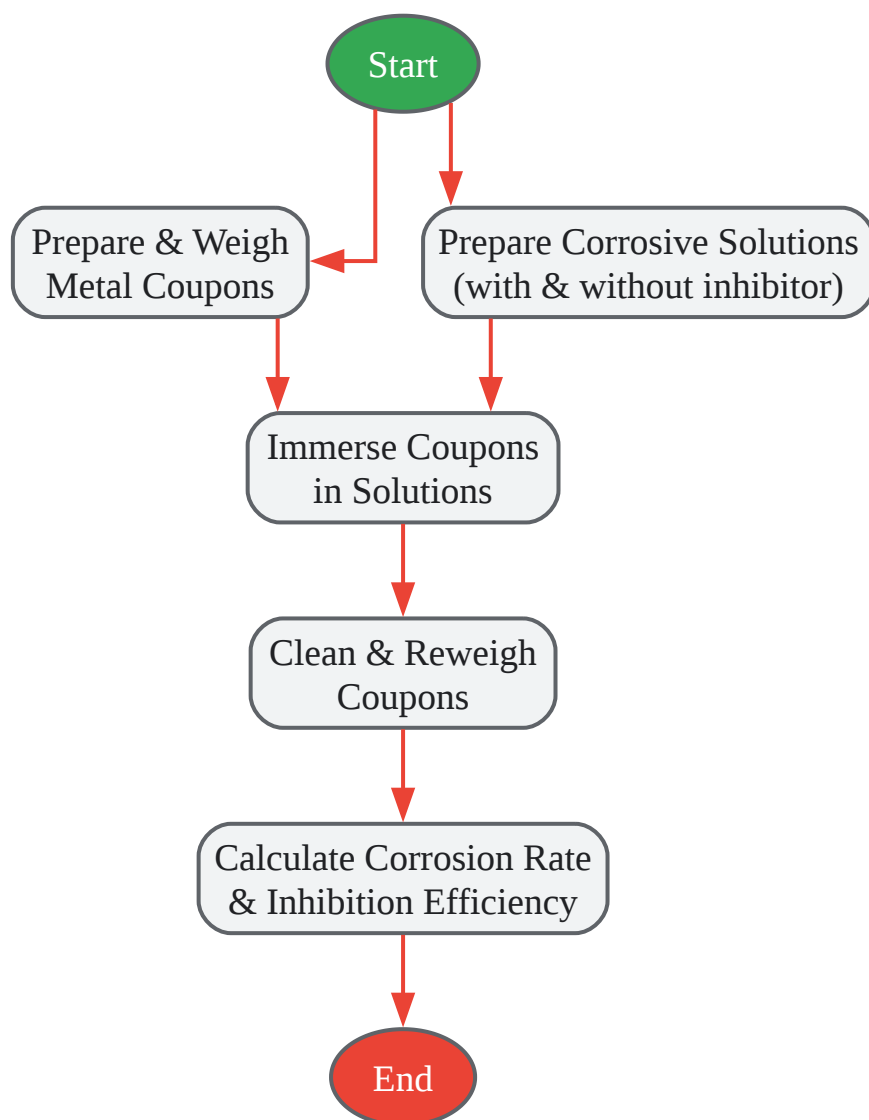 Start
Prepare & Weigh
Metal Coupons
Prepare Corrosive Solutions
(with & without inhibitor)
Immerse Coupons
in Solutions
Clean & Reweigh
Coupons
Calculate Corrosion Rate
& Inhibition Efficiency
End